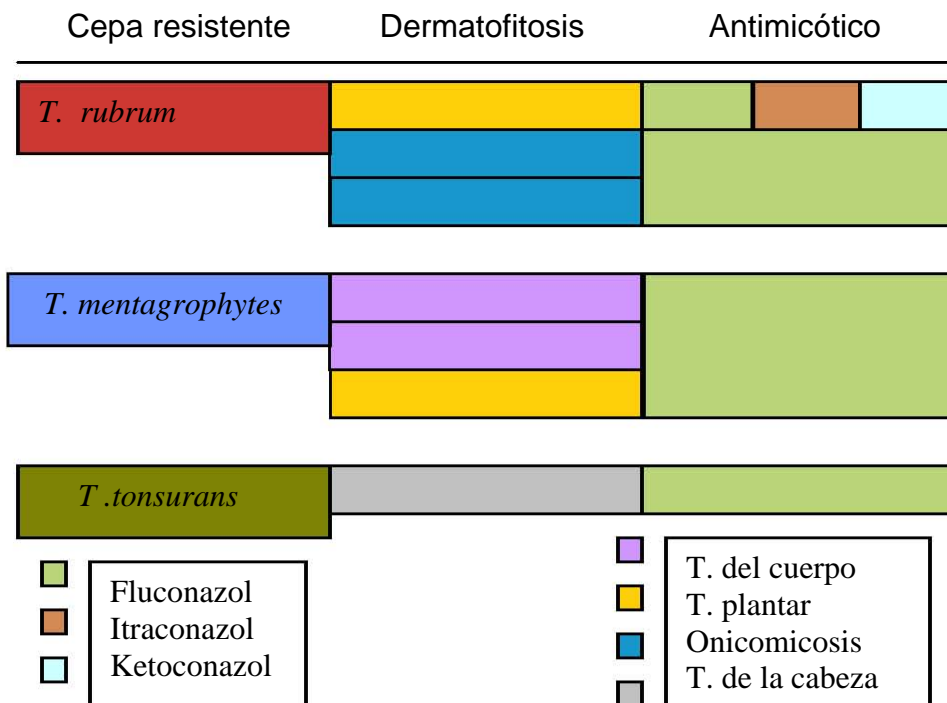 Cepa resistente Dermatofitosis Antimicótico
T. rubrum
T. mentagrophytes
T .tonsurans
Fluconazol
Itraconazol
Ketoconazol
T. del cuerpo
T. plantar
Onicomicosis
T. de la cabeza